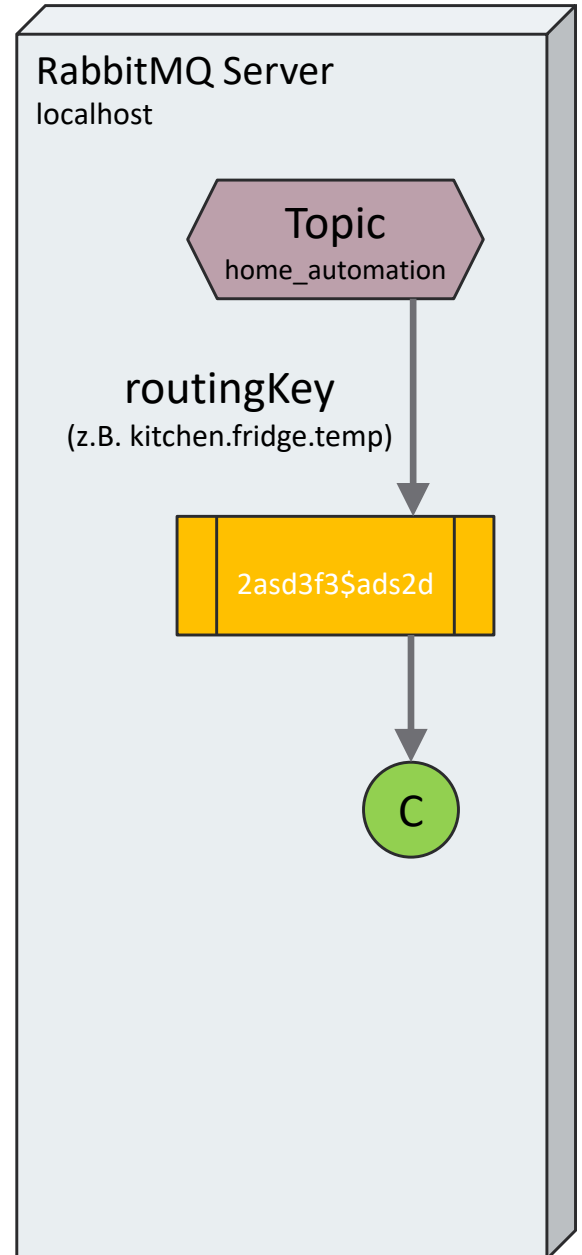 RabbitMQ Server
localhost
Topic
home_automation
routingKey
(z.B. kitchen.fridge.temp)
2asd3f3$ads2d
C